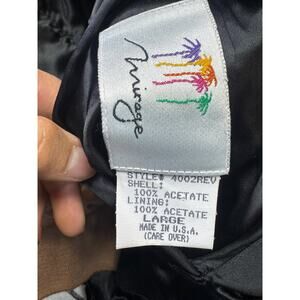 Mirage
STYLE# 4002REV
SHELL:
100% ACETATE
LINING:
100% ACETATE
LARGE
MADE IN U.S.A.
(CARE OVER)